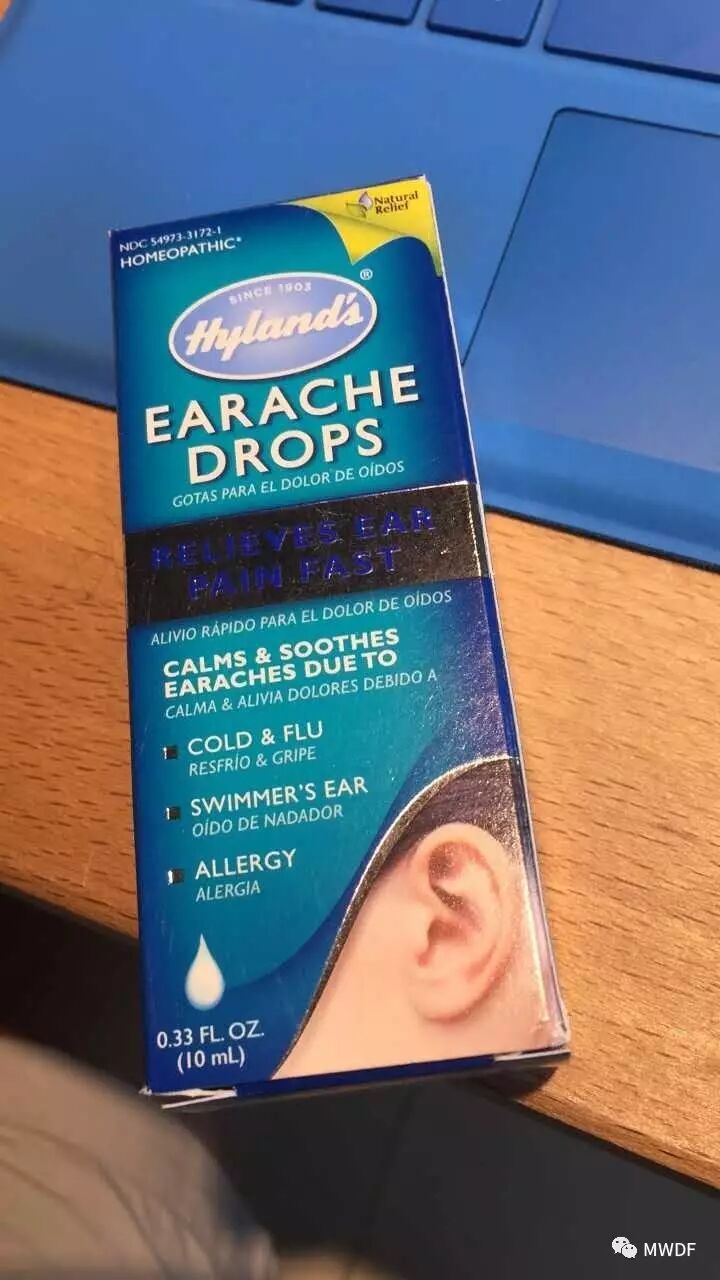 Natural
Relief
NDC 54973-3172-1
HOMEOPATHIC*
®
SINCE 1903
Hyland's
EARACHE
DROPS
GOTAS PARA EL DOLOR DE OÍDOS
RELIEVES EAR
PAIN FAST
ALIVIO RÁPIDO PARA EL DOLOR DE OÍDOS
CALMS & SOOTHES
EARACHES DUE TO
CALMA & ALIVIA DOLORES DEBIDO A
COLD & FLU
RESFRÍO & GRIPE
SWIMMER'S EAR
OÍDO DE NADADOR
ALLERGY
ALERGIA
0.33 FL. OZ.
(10 mL)
MWDF